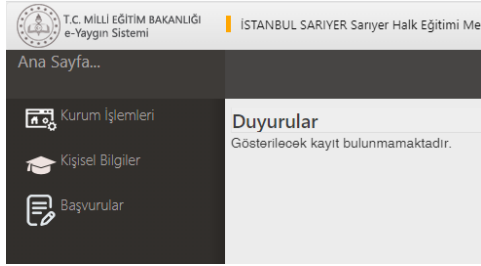 T.C. MİLLİ EĞİTİM BAKANLIĞI
e-Yaygın Sistemi
İSTANBUL SARIYER Sarıyer Halk Eğitimi Me
Ana Sayfa...
Kurum İşlemleri
Kişisel Bilgiler
Başvurular
Duyurular
Gösterilecek kayıt bulunmamaktadır.